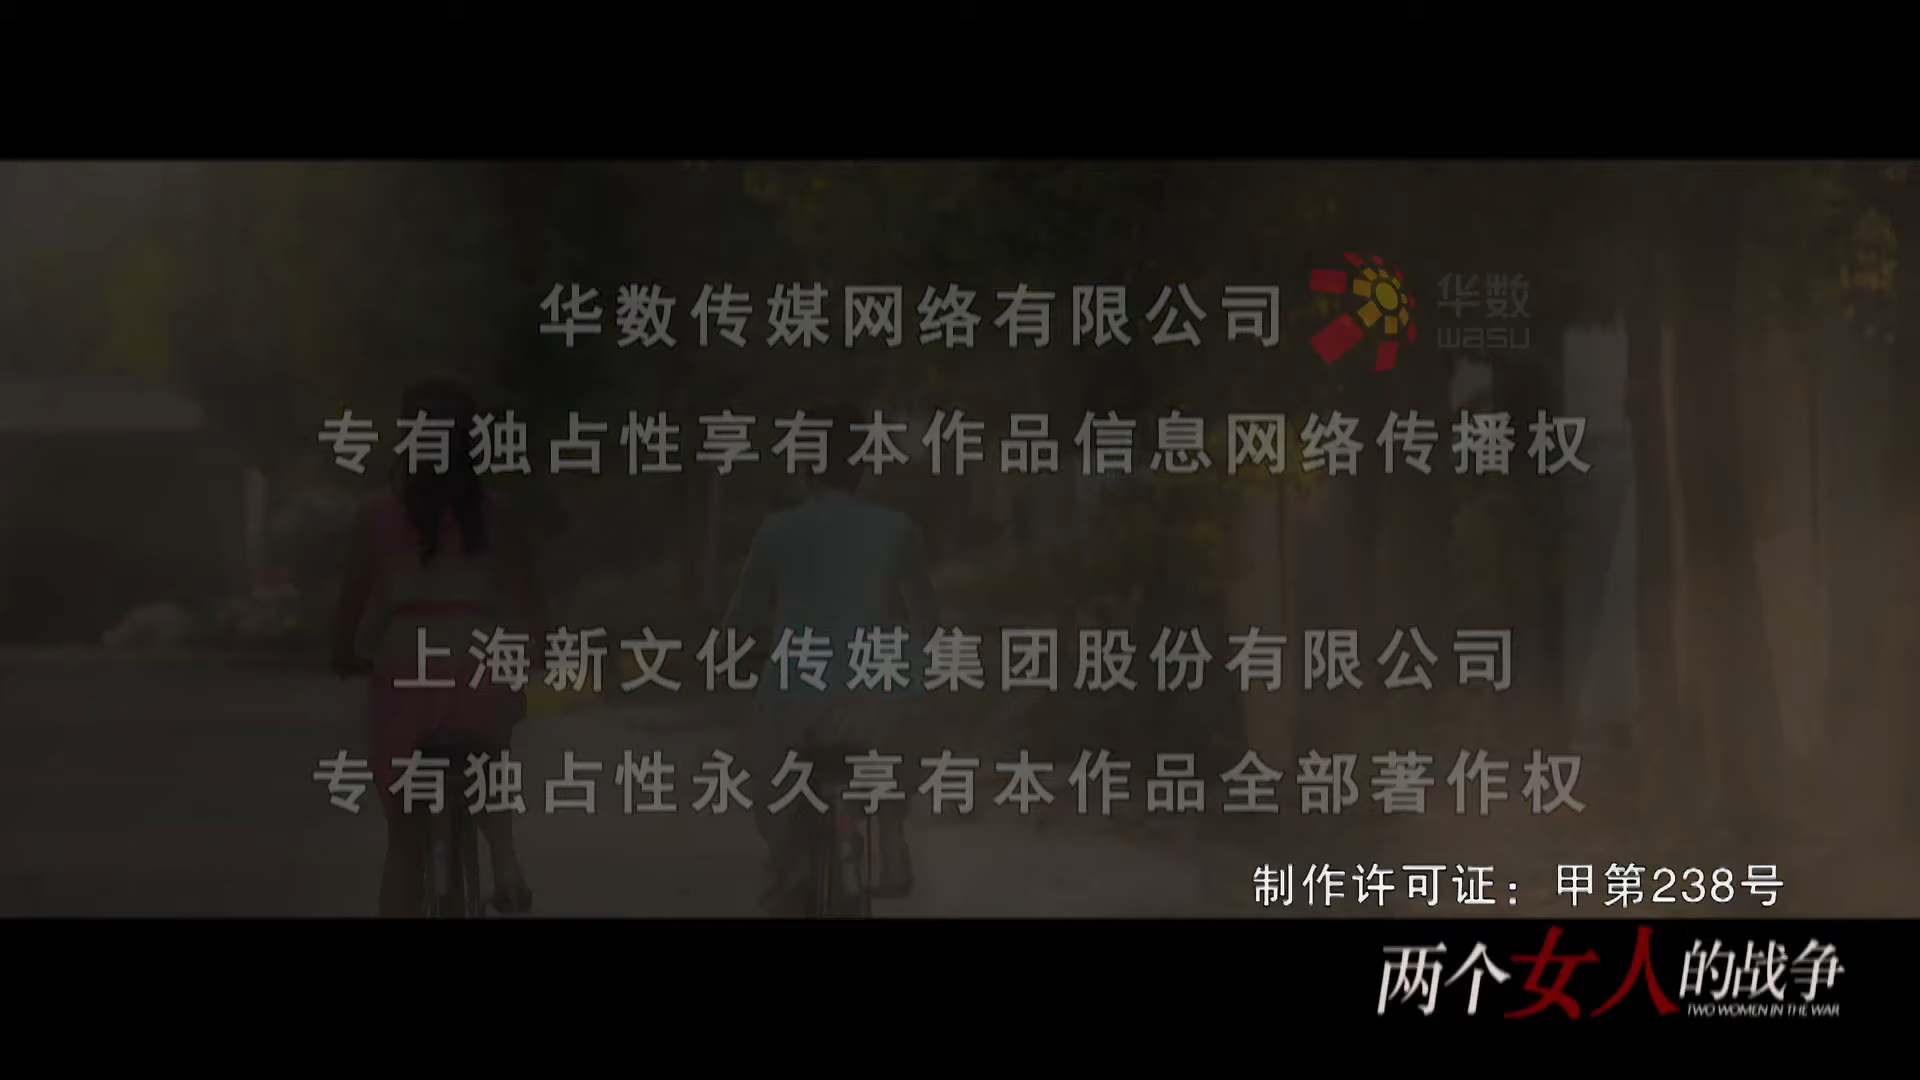 华数传媒网络有限公司 华数 wasu
专有独占性享有本作品信息网络传播权
上海新文化传媒集团股份有限公司
专有独占性永久享有本作品全部著作权
制作许可证：甲第238号
两个女人的战争
TWO WOMEN IN THE WAR